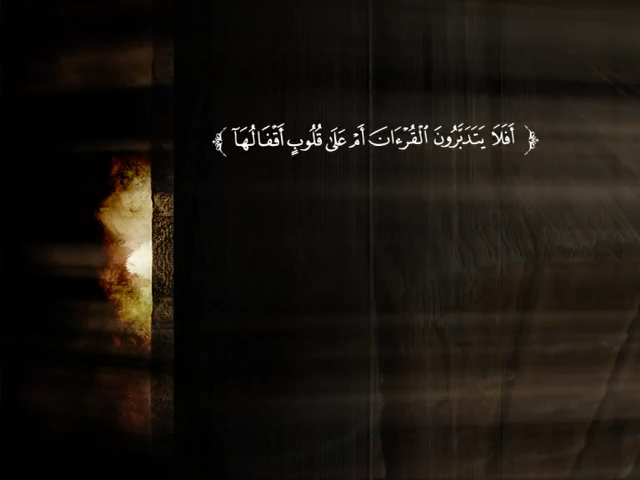 ﴿ أَفَلَا يَتَدَبَّرُونَ ٱلْقُرْءَانَ أَمْ عَلَىٰ قُلُوبٍ أَقْفَالُهَآ ﴾